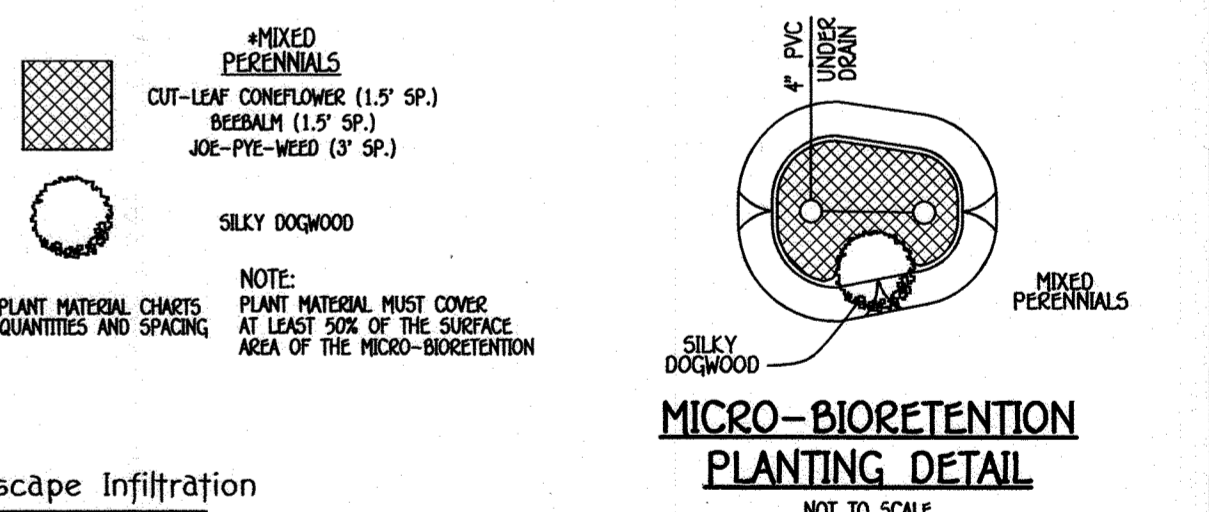 *MIXED
PERENNIALS
CUT-LEAF CONEFLOWER (1.5' SP.)
BEEBALM (1.5' SP.)
JOE-PYE-WEED (3' SP.)
SILKY DOGWOOD
PLANT MATERIAL CHARTS
QUANTITIES AND SPACING
NOTE:
PLANT MATERIAL MUST COVER
AT LEAST 50% OF THE SURFACE
AREA OF THE MICRO-BIORETENTION
scape Infiltration
4" PVC
UNDER
DRAIN
MIXED
PERENNIALS
SILKY
DOGWOOD
MICRO-BIORETENTION
PLANTING DETAIL
NOT TO SCALE